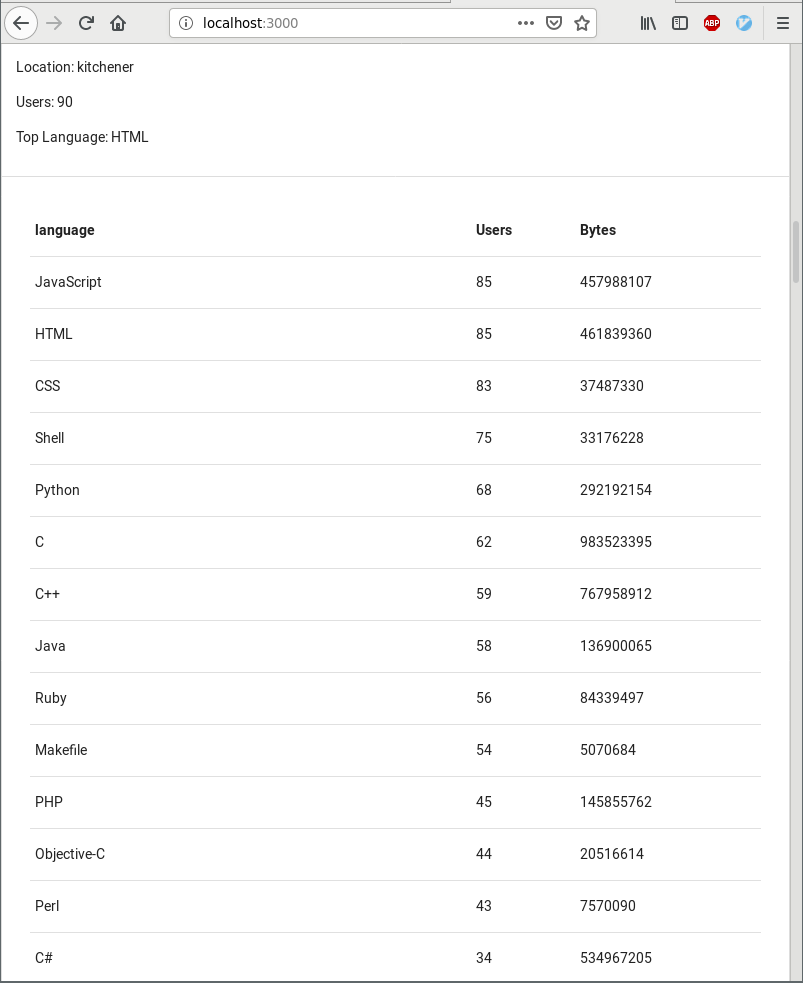 localhost:3000
ABP
Location: kitchener
Users: 90
Top Language: HTML
language Users Bytes
JavaScript 85 457988107
HTML 85 461839360
CSS 83 37487330
Shell 75 33176228
Python 68 292192154
C 62 983523395
C++ 59 767958912
Java 58 136900065
Ruby 56 84339497
Makefile 54 5070684
PHP 45 145855762
Objective-C 44 20516614
Perl 43 7570090
C# 34 534967205